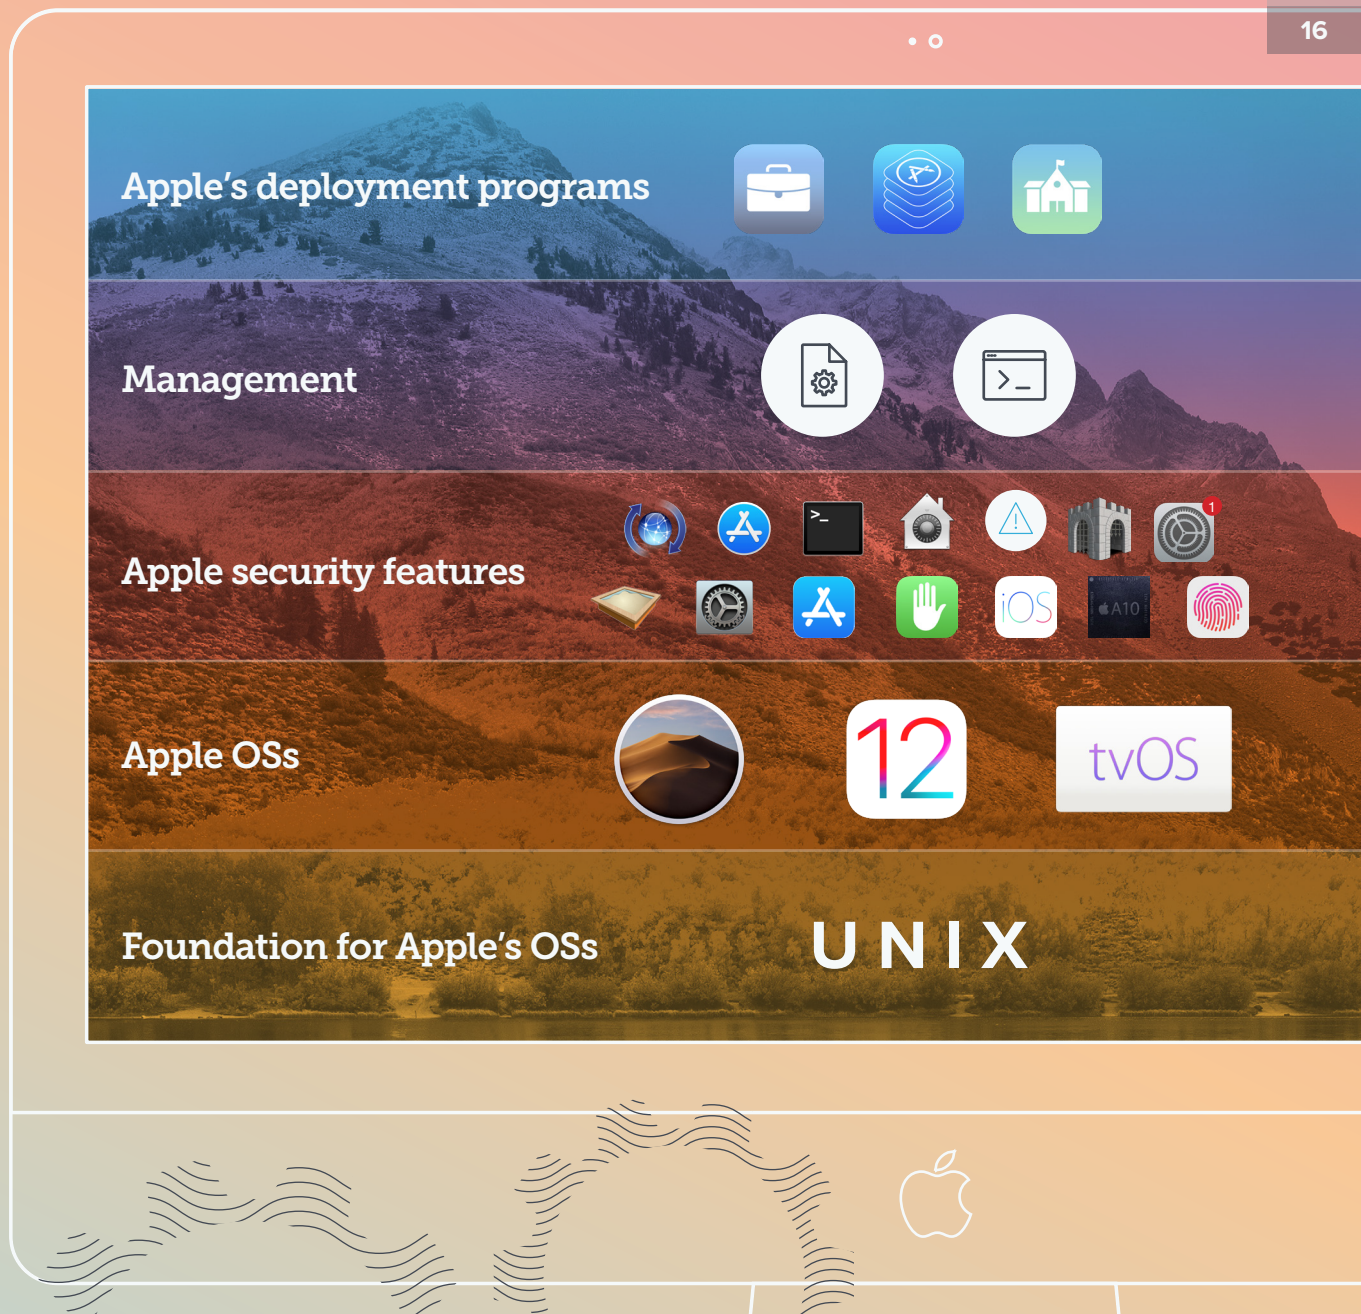 16
Apple’s deployment programs
Management
Apple security features
>_
1
iOS
A10
Apple OSs
12
tvOS
Foundation for Apple’s OSs
UNIX